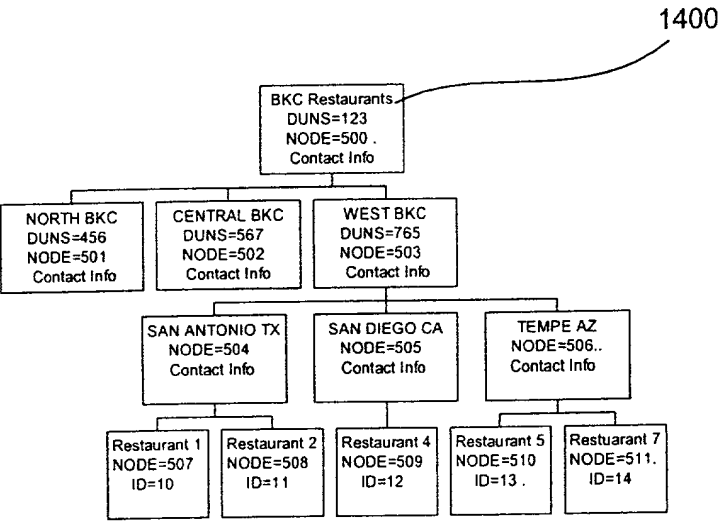 1400
BKC Restaurants
DUNS=123
NODE=500 .
Contact Info
NORTH BKC
DUNS=456
NODE=501
Contact Info
CENTRAL BKC
DUNS=567
NODE=502
Contact Info
WEST BKC
DUNS=765
NODE=503
Contact Info
SAN ANTONIO TX
NODE=504
Contact Info
SAN DIEGO CA
NODE=505
Contact Info
TEMPE AZ
NODE=506..
Contact Info
Restaurant 1
NODE=507
ID=10
Restaurant 2
NODE=508
ID=11
Restaurant 4
NODE=509
ID=12
Restaurant 5
NODE=510
ID=13 .
Restuarant 7
NODE=511.
ID=14